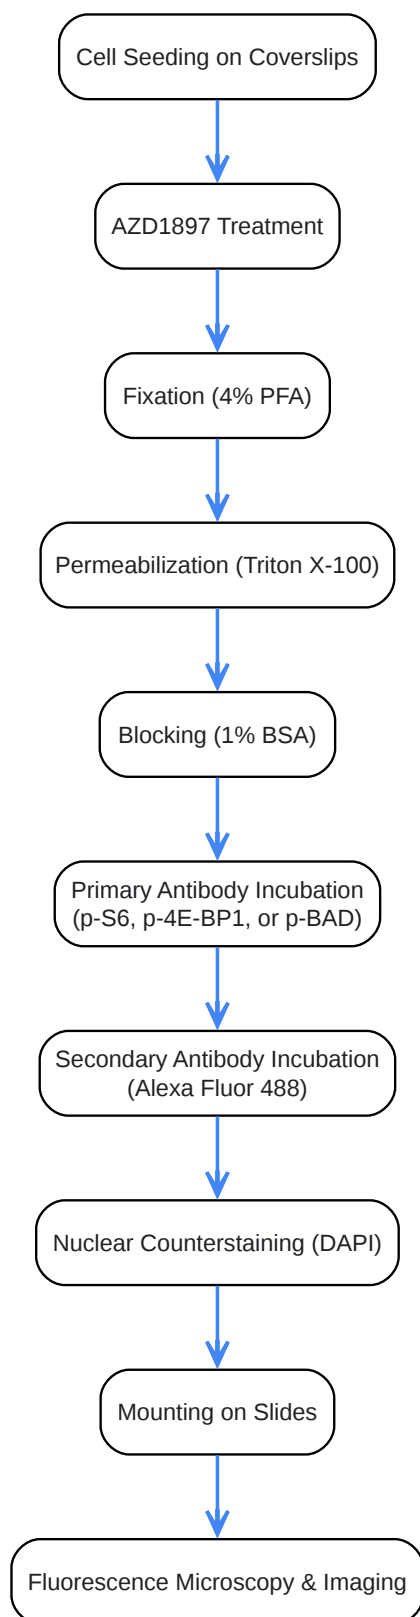 Cell Seeding on Coverslips
AZD1897 Treatment
Fixation (4% PFA)
Permeabilization (Triton X-100)
Blocking (1% BSA)
Primary Antibody Incubation
(p-S6, p-4E-BP1, or p-BAD)
Secondary Antibody Incubation
(Alexa Fluor 488)
Nuclear Counterstaining (DAPI)
Mounting on Slides
Fluorescence Microscopy & Imaging